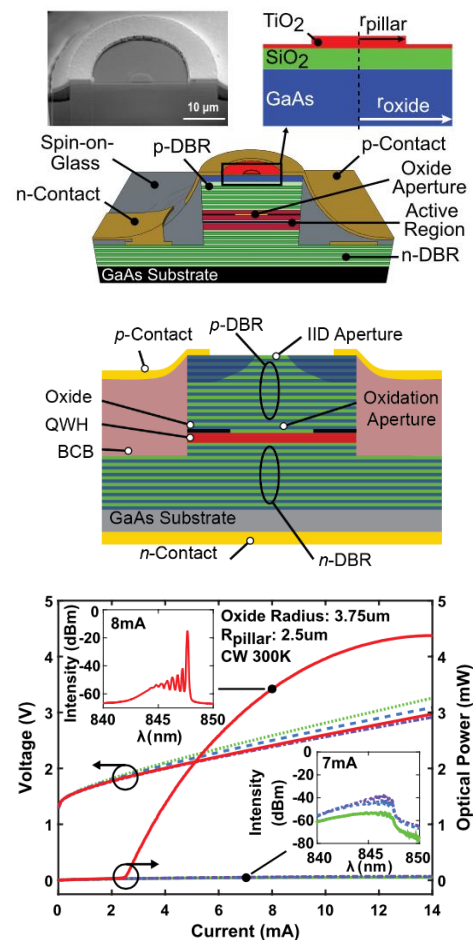 10 µm
TiO2
rpillar
SiO2
GaAs
roxide
Spin-on-
Glass
p-DBR
p-Contact
n-Contact
Oxide
Aperture
Active
Region
n-DBR
GaAs Substrate
p-Contact
p-DBR
IID Aperture
Oxide
Oxidation
Aperture
QWH
BCB
GaAs Substrate
n-Contact
n-DBR
5
4
3
2
1
0
Voltage (V)
0
2
4
6
8
10
12
14
Current (mA)
5
4
3
2
1
0
Optical Power (mW)
0
-20
-40
-60
Intensity (dBm)
8mA
840
845
850
λ(nm)
Oxide Radius: 3.75um
Rpillar: 2.5um
CW 300K
7mA
0
-20
-40
-60
-80
Intensity
(dBm)
840
845
850
λ(nm)